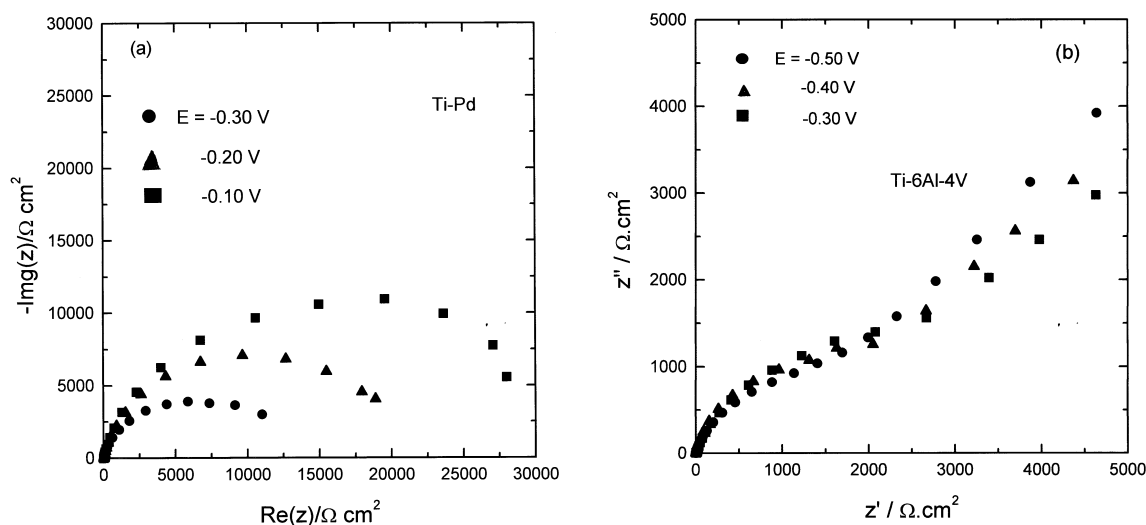 (a)
Ti-Pd
E = -0.30 V
-0.20 V
-0.10 V
30000
25000
20000
15000
10000
5000
0
-Img(z)/Ω cm²
0 5000 10000 15000 20000 25000 30000
Re(z)/Ω cm²
(b)
E = -0.50 V
-0.40 V
-0.30 V
Ti-6Al-4V
5000
4000
3000
2000
1000
0
z'' / Ω.cm²
0 1000 2000 3000 4000 5000
z' / Ω.cm²